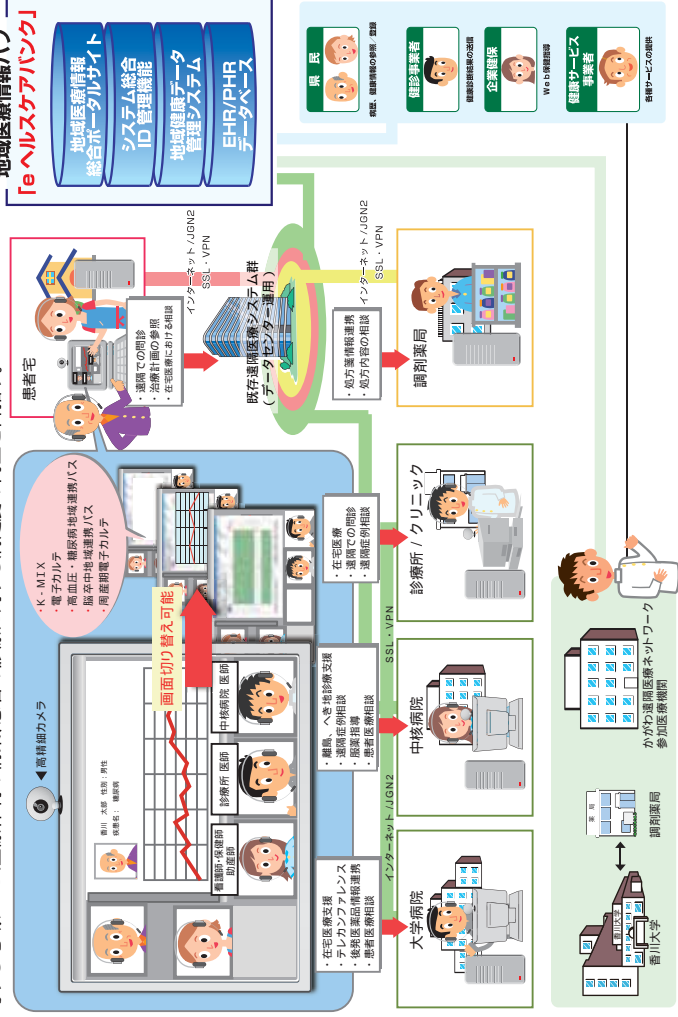 地域医療情報バンク
「eヘルスケアバンク」
地域医療情報
総合ポータルサイト
システム総合
ID管理機能
地域健康データ
管理システム
EHR/PHR
データベース
県 民
病歴、健康情報の参照/登録
健診事業者
健康診断結果の送信
企業健保
Web保健指導
健康サービス
事業者
各種サービスの提供
患者宅
・遠隔での問診
・治療計画の参照
・在宅医療における相談
インターネット/JGN2
SSL・VPN
既存遠隔医療システム群
(データセンター運用)
インターネット/JGN2
SSL・VPN
・処方箋情報連携
・処方内容の相談
調剤薬局
・K-MIX
・電子カルテ
・高血圧・糖尿病地域連携パス
・脳卒中地域連携パス
・周産期電子カルテ
画面切り替え可能
◀高精細カメラ
香川 太郎 性別:男性
疾患名: 糖尿病
看護師・保健師
助産師
診療所 医師
中核病院 医師
・在宅医療支援
・テレカンファレンス
・後発医薬品情報連携
・患者医療相談
・離島、へき地診療支援
・遠隔症例相談
・服薬指導
・患者医療相談
・在宅医療
・遠隔での問診
・遠隔症例相談
インターネット/JGN2
SSL・VPN
大学病院
中核病院
診療所/クリニック
香川大学
香川大学
薬 局
調剤薬局
かがわ遠隔医療ネットワーク
参加医療機関